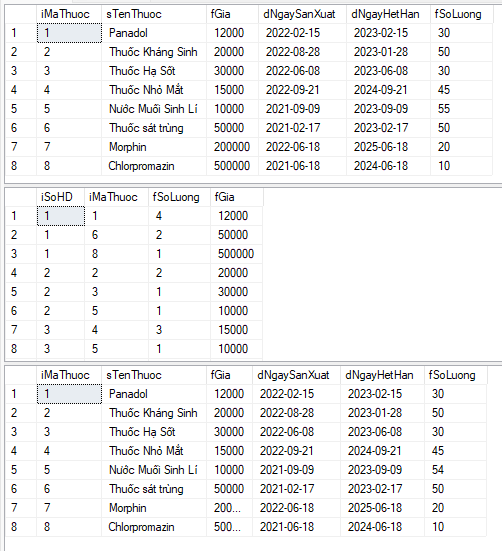 iMaThuoc sTenThuoc fGia dNgaySanXuat dNgayHetHan fSoLuong
1 1 Panadol 12000 2022-02-15 2023-02-15 30
2 2 Thuốc Kháng Sinh 20000 2022-08-28 2023-01-28 50
3 3 Thuốc Hạ Sốt 30000 2022-06-08 2023-06-08 30
4 4 Thuốc Nhỏ Mắt 15000 2022-09-21 2024-09-21 45
5 5 Nước Muối Sinh Lí 10000 2021-09-09 2023-09-09 55
6 6 Thuốc sát trùng 50000 2021-02-17 2023-02-17 50
7 7 Morphin 200000 2022-06-18 2025-06-18 20
8 8 Chlorpromazin 500000 2021-06-18 2024-06-18 10
iSoHD iMaThuoc fSoLuong fGia
1 1 1 4 12000
2 1 6 2 50000
3 1 8 1 500000
4 2 2 2 20000
5 2 3 1 30000
6 2 5 1 10000
7 3 4 3 15000
8 3 5 1 10000
iMaThuoc sTenThuoc fGia dNgaySanXuat dNgayHetHan fSoLuong
1 1 Panadol 12000 2022-02-15 2023-02-15 30
2 2 Thuốc Kháng Sinh 20000 2022-08-28 2023-01-28 50
3 3 Thuốc Hạ Sốt 30000 2022-06-08 2023-06-08 30
4 4 Thuốc Nhỏ Mắt 15000 2022-09-21 2024-09-21 45
5 5 Nước Muối Sinh Lí 10000 2021-09-09 2023-09-09 54
6 6 Thuốc sát trùng 50000 2021-02-17 2023-02-17 50
7 7 Morphin 200... 2022-06-18 2025-06-18 20
8 8 Chlorpromazin 500... 2021-06-18 2024-06-18 10